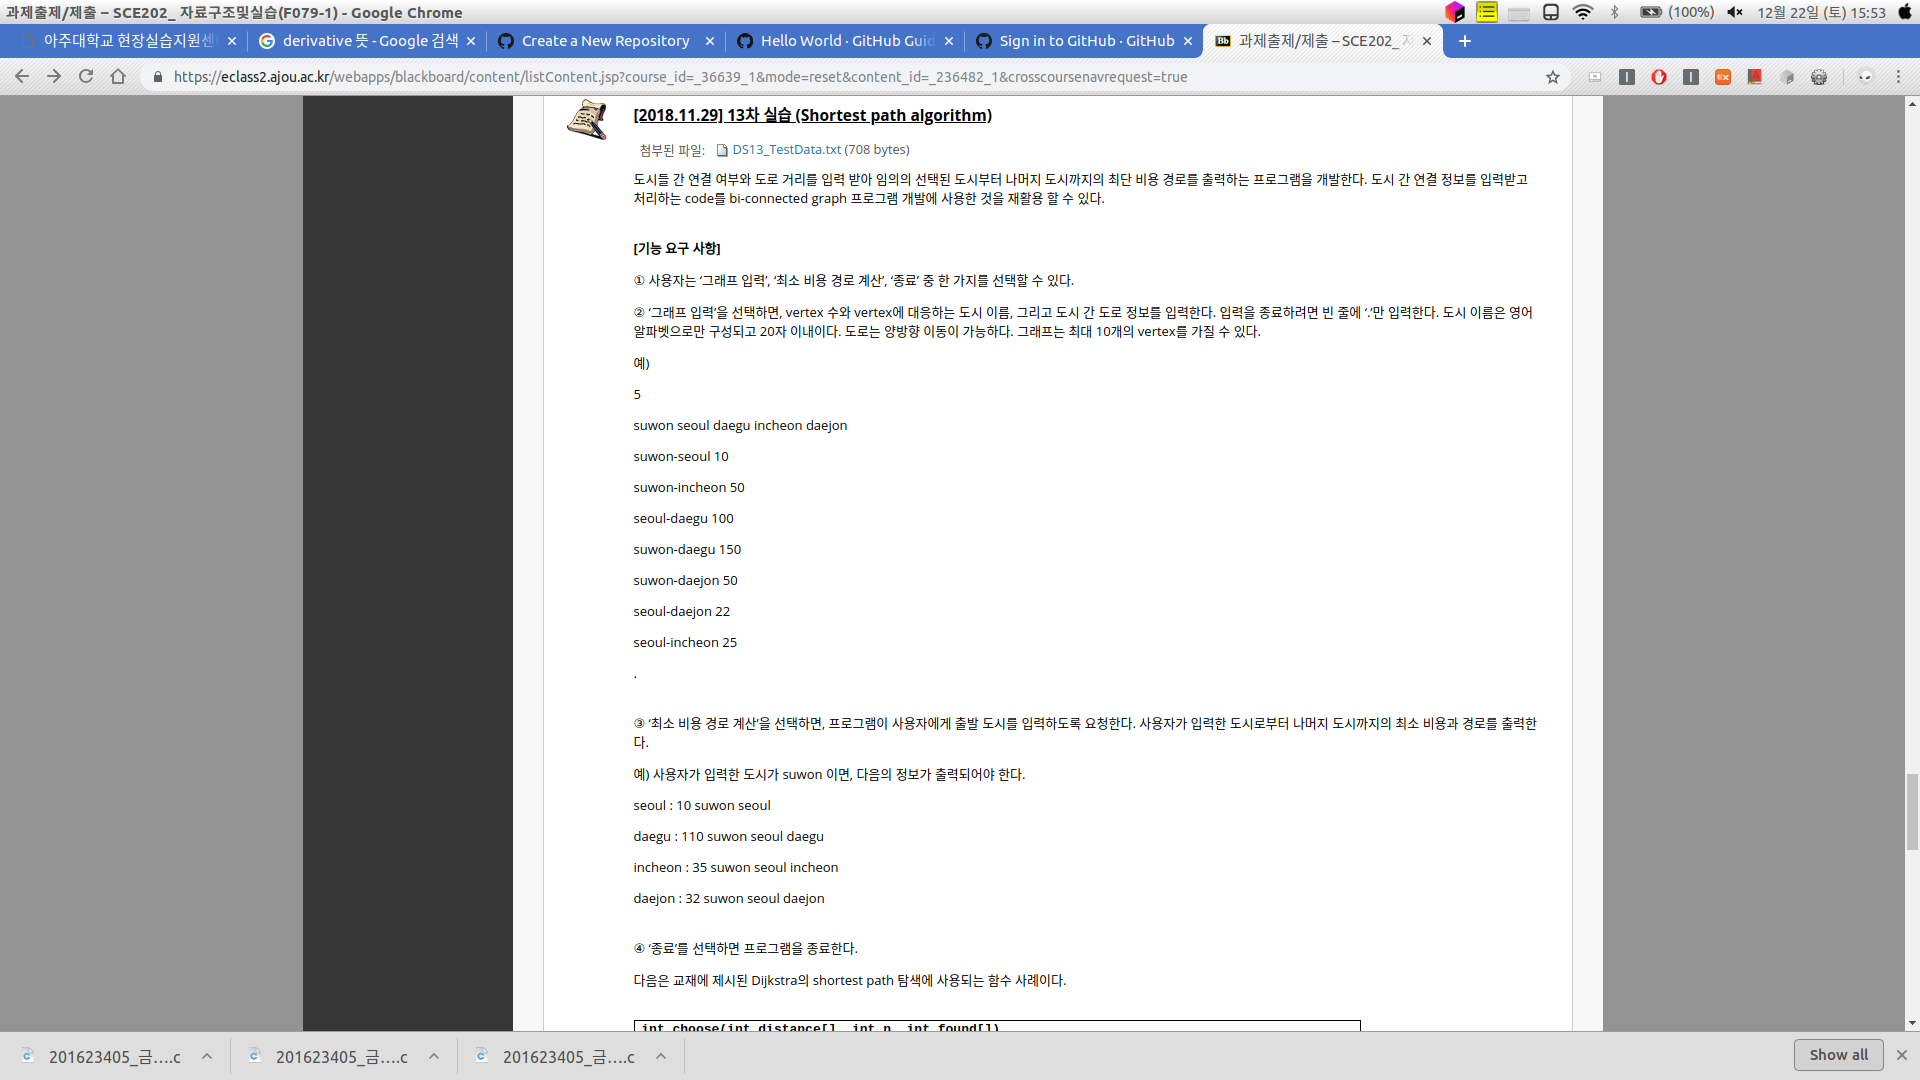 과제출제/제출 – SCE202_ 자료구조및실습(F079-1) - Google Chrome
(100%)
12월 22일 (토) 15:53
아주대학교 현장실습지원센
derivative 뜻 - Google 검색
Create a New Repository
Hello World · GitHub Guid
Sign in to GitHub · GitHub
과제출제/제출 – SCE202_
https://eclass2.ajou.ac.kr/webapps/blackboard/content/listContent.jsp?course_id=_36639_1&mode=reset&content_id=_236482_1&crosscoursenavrequest=true
[2018.11.29] 13차 실습 (Shortest path algorithm)
첨부된 파일: DS13_TestData.txt (708 bytes)
도시들 간 연결 여부와 도로 거리를 입력 받아 임의의 선택된 도시부터 나머지 도시까지의 최단 비용 경로를 출력하는 프로그램을 개발한다. 도시 간 연결 정보를 입력받고
처리하는 code를 bi-connected graph 프로그램 개발에 사용한 것을 재활용 할 수 있다.
[기능 요구 사항]
① 사용자는 ‘그래프 입력’, ‘최소 비용 경로 계산’, ‘종료’ 중 한 가지를 선택할 수 있다.
② ‘그래프 입력’을 선택하면, vertex 수와 vertex에 대응하는 도시 이름, 그리고 도시 간 도로 정보를 입력한다. 입력을 종료하려면 빈 줄에 ‘.’만 입력한다. 도시 이름은 영어
알파벳으로만 구성되고 20자 이내이다. 도로는 양방향 이동이 가능하다. 그래프는 최대 10개의 vertex를 가질 수 있다.
예)
5
suwon seoul daegu incheon daejon
suwon-seoul 10
suwon-incheon 50
seoul-daegu 100
suwon-daegu 150
suwon-daejon 50
seoul-daejon 22
seoul-incheon 25
.
③ ‘최소 비용 경로 계산’을 선택하면, 프로그램이 사용자에게 출발 도시를 입력하도록 요청한다. 사용자가 입력한 도시로부터 나머지 도시까지의 최소 비용과 경로를 출력한
다.
예) 사용자가 입력한 도시가 suwon 이면, 다음의 정보가 출력되어야 한다.
seoul : 10 suwon seoul
daegu : 110 suwon seoul daegu
incheon : 35 suwon seoul incheon
daejon : 32 suwon seoul daejon
④ ‘종료’를 선택하면 프로그램을 종료한다.
다음은 교재에 제시된 Dijkstra의 shortest path 탐색에 사용되는 함수 사례이다.
int choose(int distance[], int n, int found[])
201623405_금....c
201623405_금....c
201623405_금....c
Show all